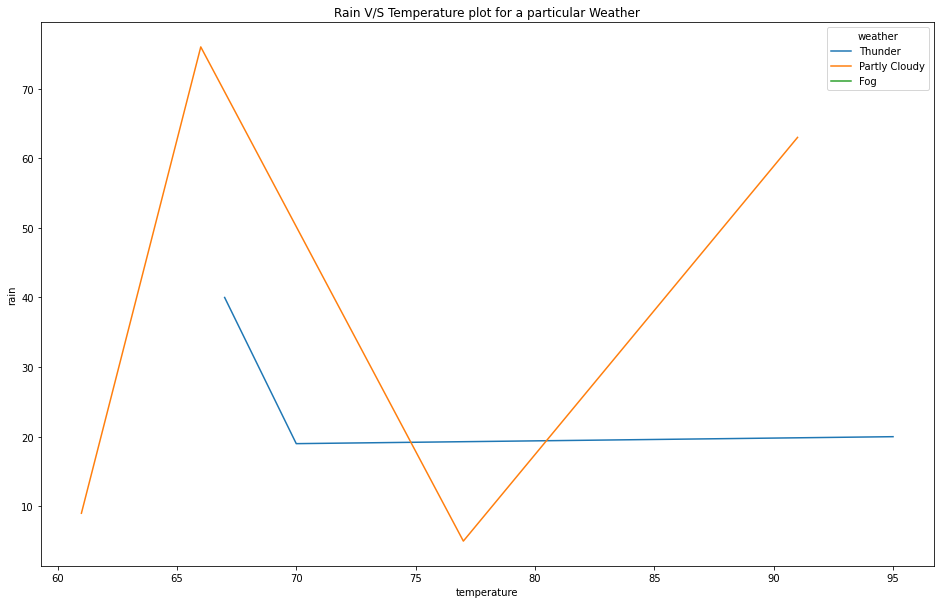 Rain V/S Temperature plot for a particular Weather
weather
Thunder
Partly Cloudy
Fog
70
60
50
40
30
20
10
rain
60 65 70 75 80 85 90 95
temperature